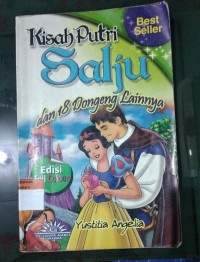 Kisah Putri
Best
Seller
Salju
dan 18 Dongeng Lainnya
Edisi
Yustitia Angelia